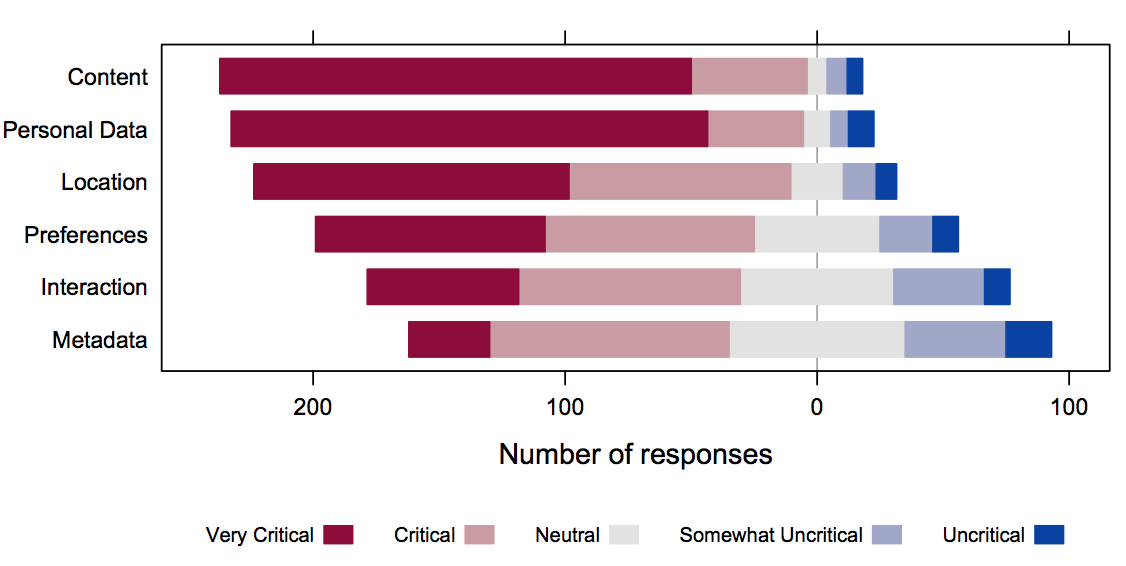 Content
Personal Data
Location
Preferences
Interaction
Metadata
200 100 0 100
Number of responses
Very Critical Critical Neutral Somewhat Uncritical Uncritical